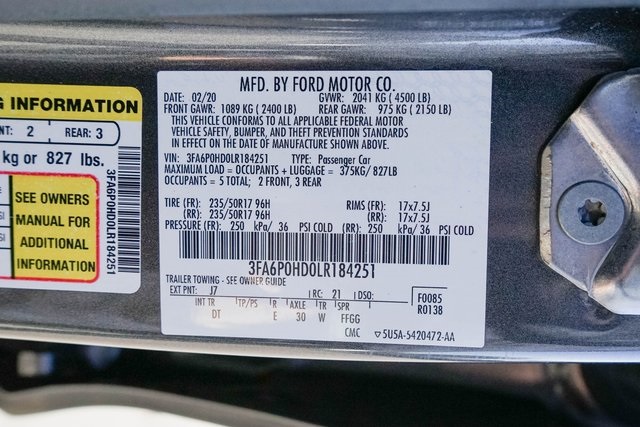 G INFORMATION
NT: 2 REAR: 3
kg or 827 lbs.
SEE OWNERS
MANUAL FOR
ADDITIONAL
INFORMATION
3FA6P0HD0LR184251
MFD. BY FORD MOTOR CO.
DATE: 02/20 GVWR: 2041 KG ( 4500 LB)
FRONT GAWR: 1089 KG ( 2400 LB) REAR GAWR: 975 KG ( 2150 LB)
THIS VEHICLE CONFORMS TO ALL APPLICABLE FEDERAL MOTOR
VEHICLE SAFETY, BUMPER, AND THEFT PREVENTION STANDARDS
IN EFFECT ON THE DATE OF MANUFACTURE SHOWN ABOVE.
VIN: 3FA6P0HD0LR184251 TYPE: Passenger Car
MAXIMUM LOAD = OCCUPANTS + LUGGAGE = 375KG/ 827LB
OCCUPANTS = 5 TOTAL; 2 FRONT, 3 REAR
TIRE (FR): 235/50R17 96H RIMS (FR): 17x7.5J
(RR): 235/50R17 96H (RR): 17x7.5J
PRESSURE (FR): 250 kPa/ 36 PSI COLD (RR): 250 kPa/ 36 PSI COLD
3FA6P0HD0LR184251
TRAILER TOWING - SEE OWNER GUIDE
EXT PNT: J7 RC: 21 DSO:
INT TR TP/PS R AXLE TR SPR
DT E 30 W FFGG
F0085
R0138
CMC ▽5U5A-5420472-AA